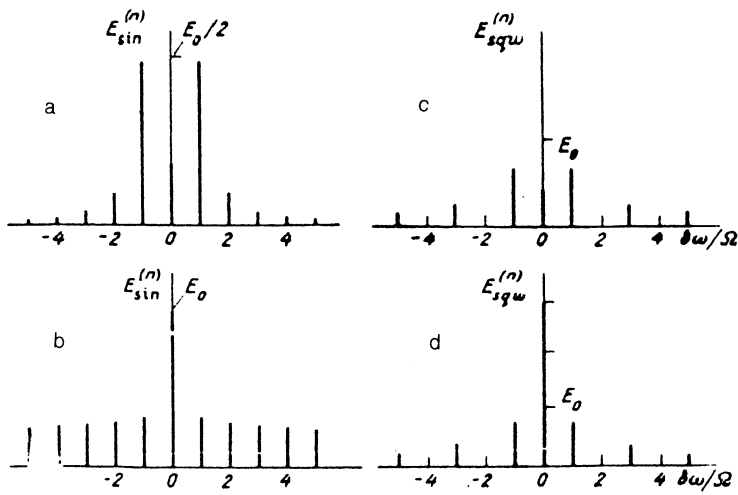 E_sin^(n) E_0/2
a
-4 -2 0 2 4
E_sqw^(n)
c
E_0
-4 -2 0 2 4 δω/Ω
E_sin^(n) E_0
b
-2 0 2 4
E_sqw^(n)
d
E_0
-4 -2 0 2 4 δω/Ω